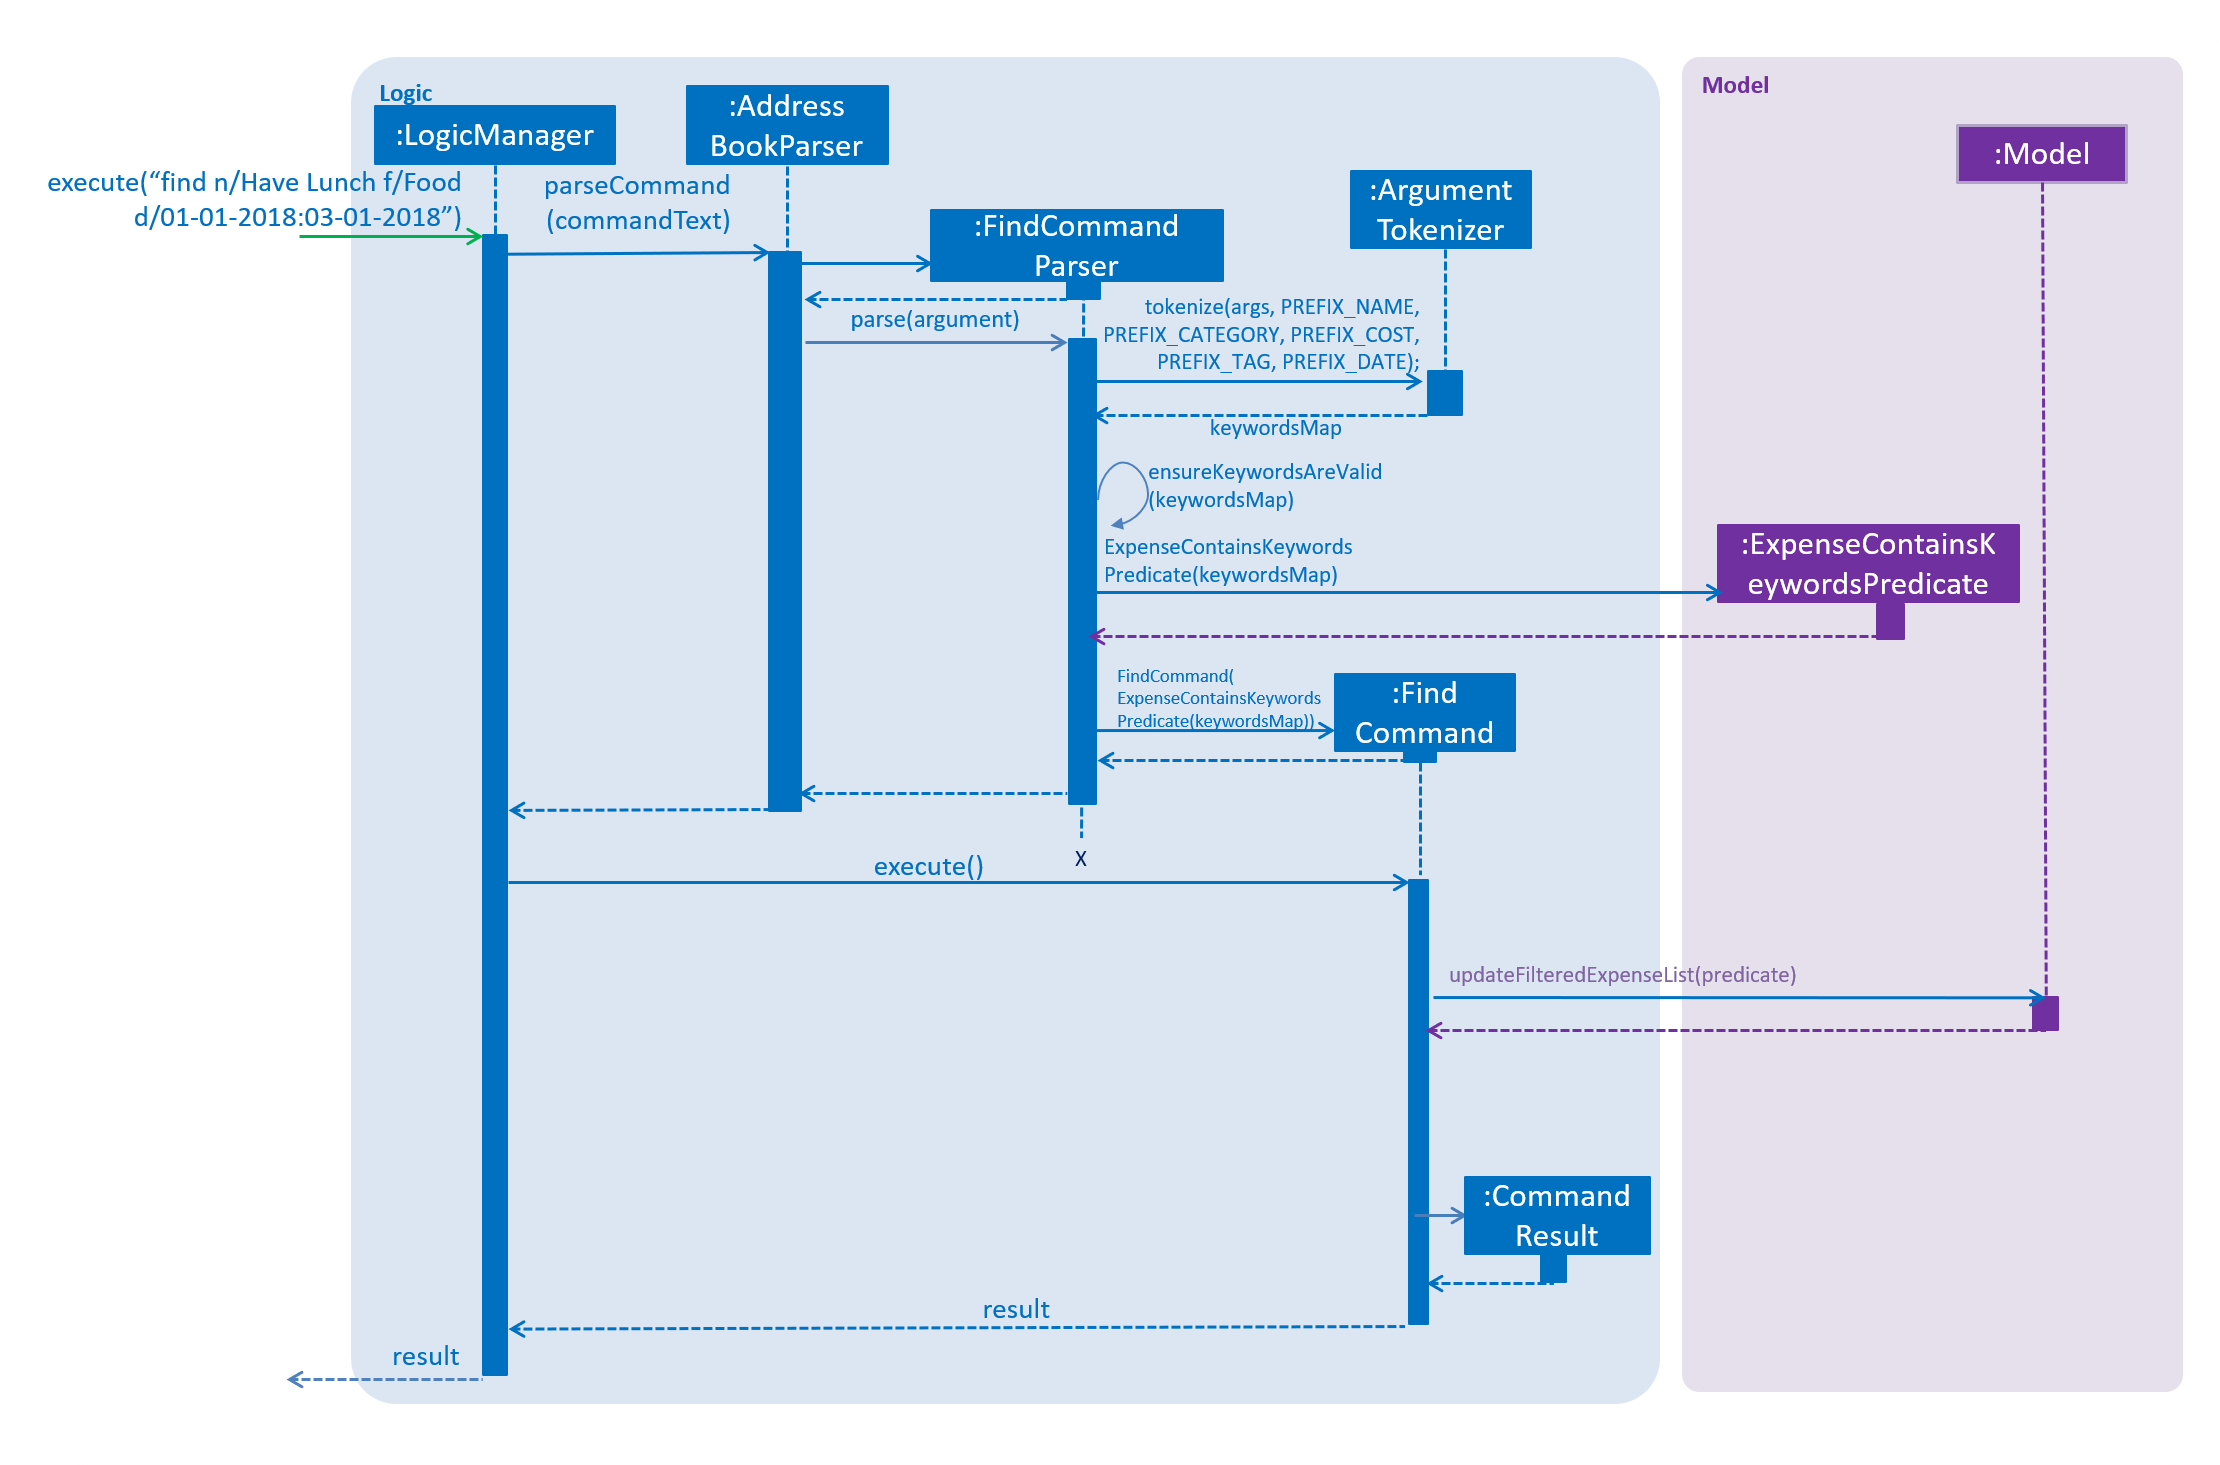 Logic
Model
:LogicManager
:Address
BookParser
:Model
execute(“find n/Have Lunch f/Food
d/01-01-2018:03-01-2018”)
parseCommand
(commandText)
:FindCommand
Parser
:Argument
Tokenizer
parse(argument)
tokenize(args, PREFIX_NAME,
PREFIX_CATEGORY, PREFIX_COST,
PREFIX_TAG, PREFIX_DATE);
keywordsMap
ensureKeywordsAreValid
(keywordsMap)
ExpenseContainsKeywords
Predicate(keywordsMap)
:ExpenseContainsK
eywordsPredicate
FindCommand(
ExpenseContainsKeywords
Predicate(keywordsMap))
:Find
Command
X
execute()
updateFilteredExpenseList(predicate)
:Command
Result
result
result